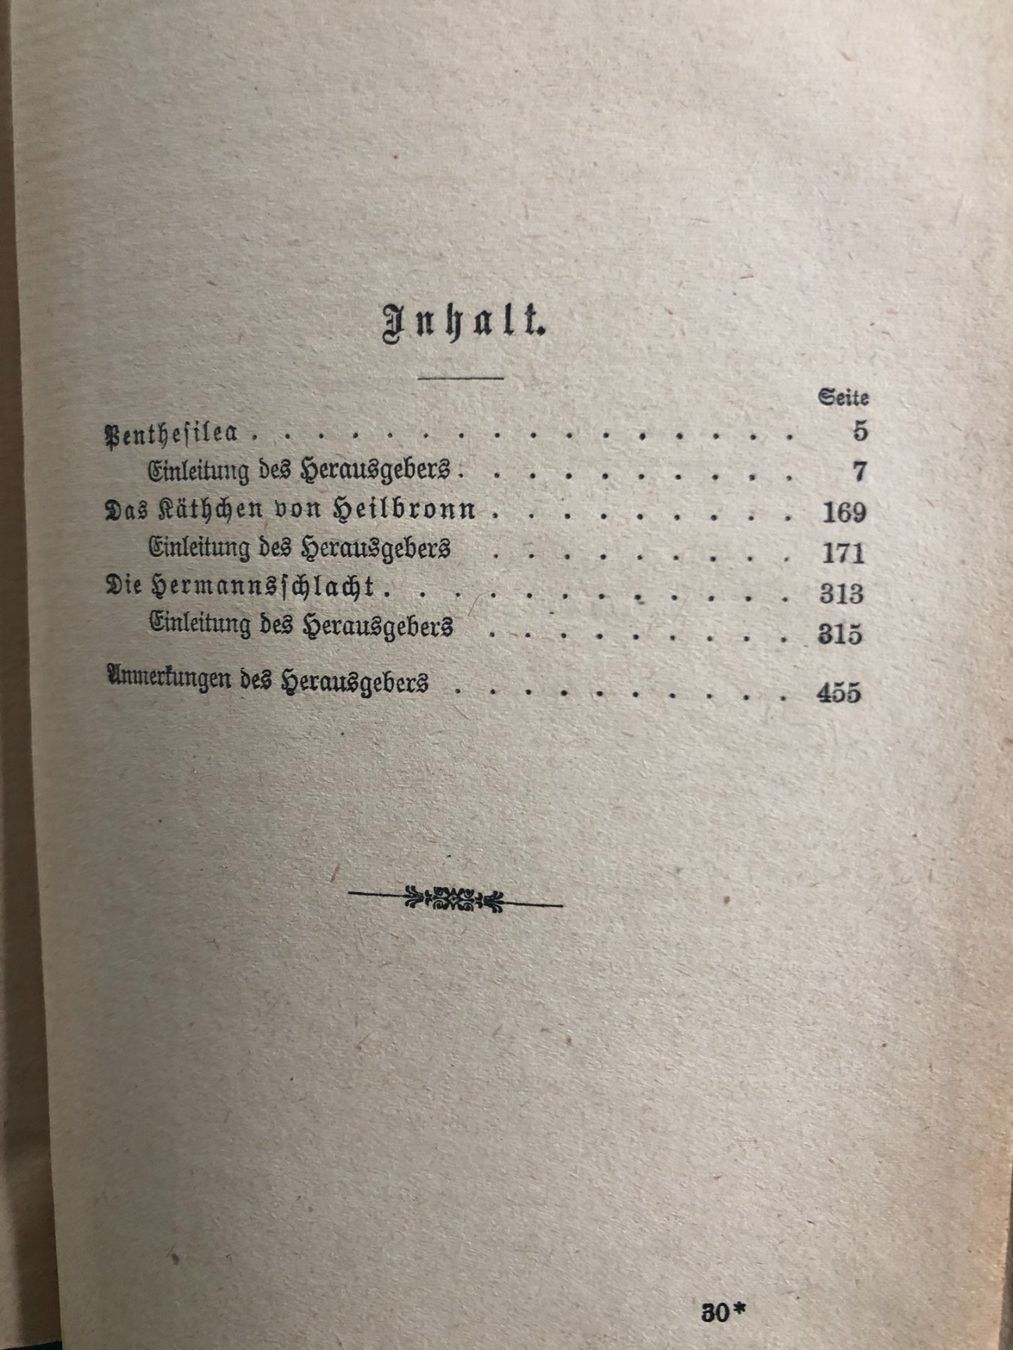 Inhalt.
Seite
Penthesilea . . . . . . . . . . . . . . . . 5
Einleitung des Herausgebers . . . . . . . . . . 7
Das Käthchen von Heilbronn . . . . . . . . . 169
Einleitung des Herausgebers . . . . . . . . . 171
Die Hermannsschlacht . . . . . . . . . . . . 313
Einleitung des Herausgebers . . . . . . . . . 315
Anmerkungen des Herausgebers . . . . . . . . . . 455
30*